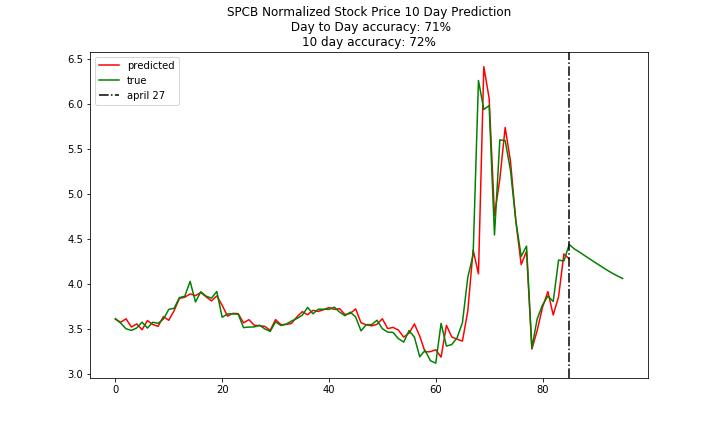 SPCB Normalized Stock Price 10 Day Prediction
Day to Day accuracy: 71%
10 day accuracy: 72%
predicted
true
april 27
6.5
6.0
5.5
5.0
4.5
4.0
3.5
3.0
0
20
40
60
80